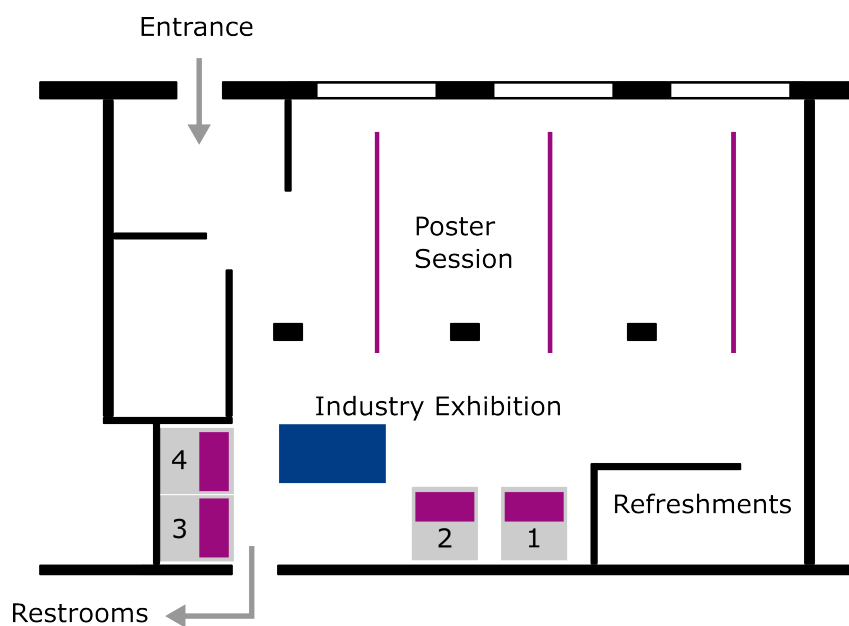 Entrance
Poster
Session
Industry Exhibition
4
Refreshments
3
2
1
Restrooms